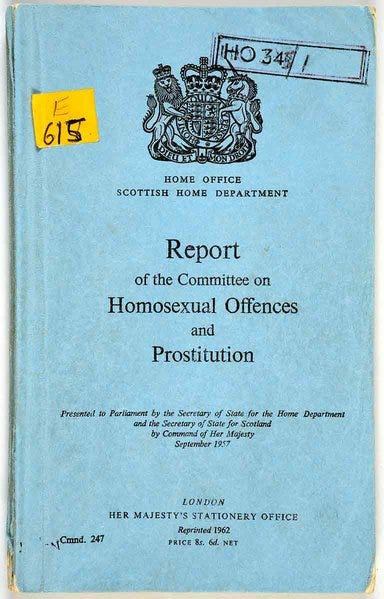 HO 345/1
E
615
DIEU ET MON DROIT
HOME OFFICE
SCOTTISH HOME DEPARTMENT
Report
of the Committee on
Homosexual Offences
and
Prostitution
Presented to Parliament by the Secretary of State for the Home Department
and the Secretary of State for Scotland
by Command of Her Majesty
September 1957
LONDON
HER MAJESTY'S STATIONERY OFFICE
Reprinted 1962
PRICE 8s. 6d. NET
Cmnd. 247